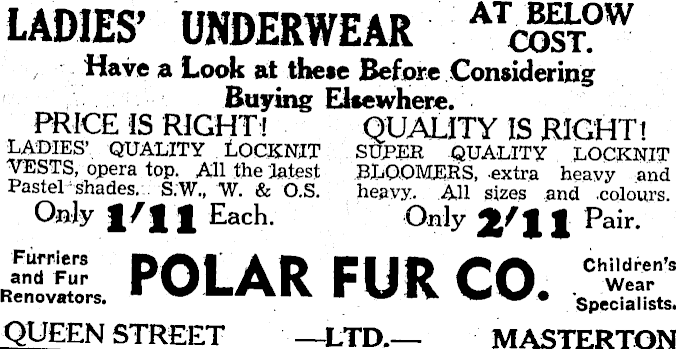 LADIES' UNDERWEAR AT BELOW COST.
Have a Look at these Before Considering
Buying Elsewhere.
PRICE IS RIGHT!
LADIES' QUALITY LOCKNIT
VESTS, opera top. All the latest
Pastel shades. S.W., W. & O.S.
Only 1'11 Each.
QUALITY IS RIGHT!
SUPER QUALITY LOCKNIT
BLOOMERS, extra heavy and
heavy. All sizes and colours.
Only 2'11 Pair.
Furriers
and Fur
Renovators.
POLAR FUR CO.
Children's
Wear
Specialists.
QUEEN STREET —LTD.— MASTERTON